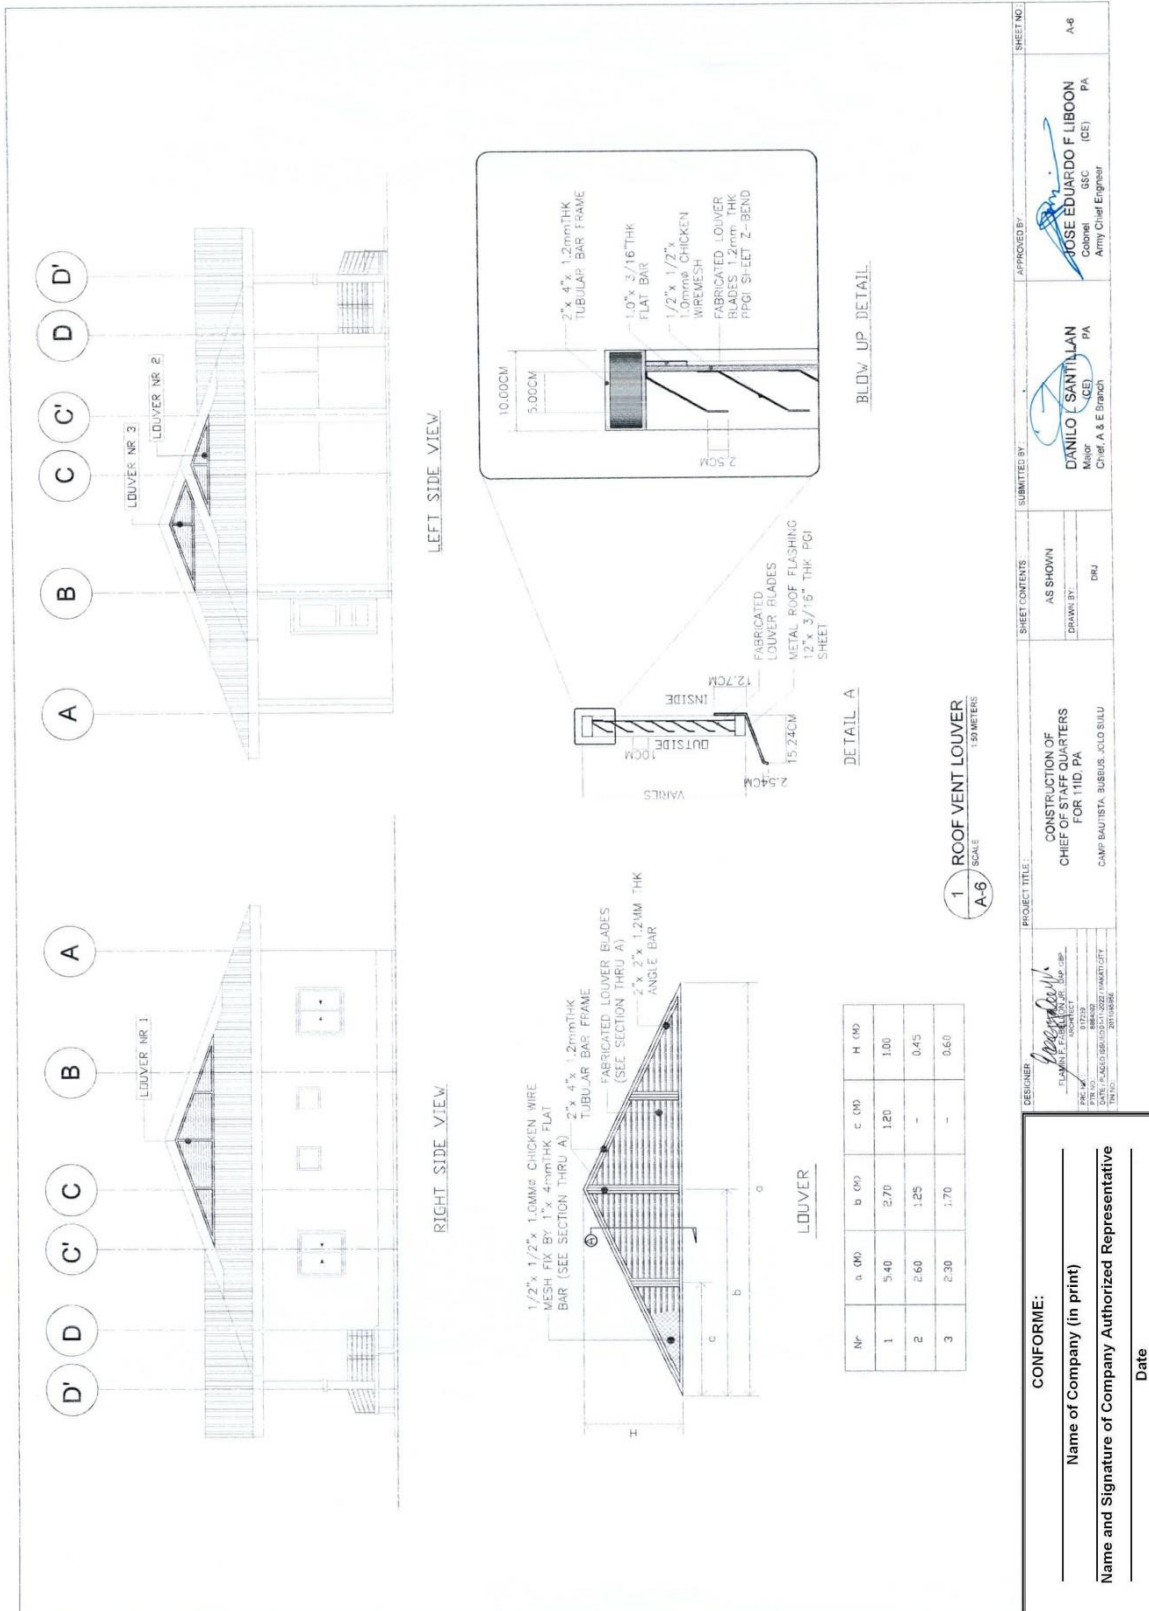 D'
D
C'
C
B
A
LOUVER NR 1
RIGHT SIDE VIEW
A
B
C
C'
D
D'
LOUVER NR 3
LOUVER NR 2
LEFT SIDE VIEW
1/2"x 1/2"x 1.0MMø CHICKEN WIRE
MESH FIX BY 1"x 4mmTHK FLAT
BAR (SEE SECTION THRU A)
2"x 4"x 1.2mmTHK
TUBULAR BAR FRAME
FABRICATED LOUVER BLADES
(SEE SECTION THRU A)
2"x 2"x 1.2MM THK
ANGLE BAR
A
H
c
b
a
LOUVER
Nr a (M) b (M) c (M) H (M)
1 5.40 2.70 1.20 1.00
2 2.60 1.25 - 0.45
3 2.30 1.70 - 0.60
VARIES
10CM
OUTSIDE
INSIDE
12.7CM
2.54CM
15.24CM
FABRICATED
LOUVER BLADES
METAL ROOF FLASHING
12"x 3/16" THK PGI
SHEET
DETAIL A
10.00CM
5.00CM
2.5CM
2"x 4"x 1.2mmTHK
TUBULAR BAR FRAME
1.0"x 3/16"THK
FLAT BAR
1/2"x 1/2"x
1.0mmø CHICKEN
WIREMESH
FABRICATED LOUVER
BLADES 1.2mm THK
PPGI SHEET Z-BEND
BLOW UP DETAIL
1
A-6
ROOF VENT LOUVER
SCALE 1:50 METERS
CONFORME:
Name of Company (in print)
Name and Signature of Company Authorized Representative
Date
DESIGNER
ARCHITECT
PRC NO.
PTR NO.
TIN NO.
PROJECT TITLE :
CONSTRUCTION OF
CHIEF OF STAFF QUARTERS
FOR 11ID, PA
CAMP BAUTISTA, BUSBUS, JOLO SULU
SHEET CONTENTS:
AS SHOWN
DRAWN BY:
DRJ
SUBMITTED BY :
DANILO L SANTILLAN
Major (CE) PA
Chief, A & E Branch
APPROVED BY :
JOSE EDUARDO F LIBOON
Colonel GSC (CE) PA
Army Chief Engineer
SHEET NO :
A-6